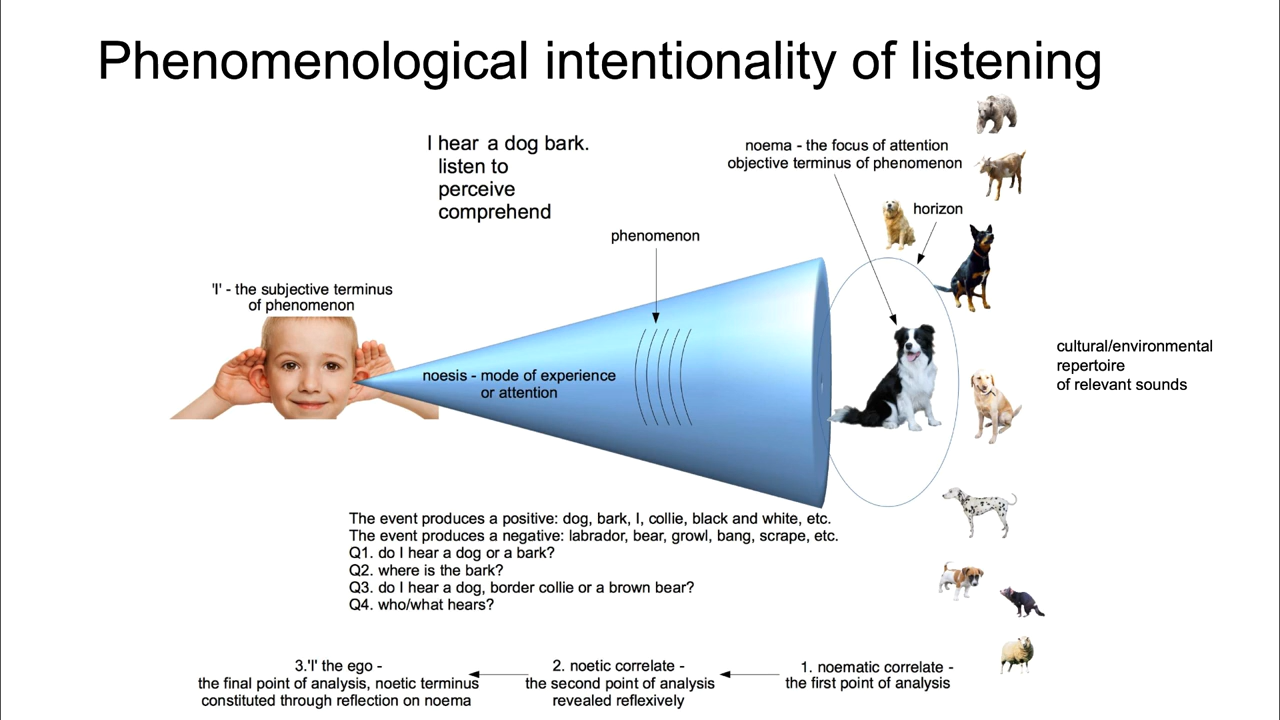 Phenomenological intentionality of listening
I hear a dog bark.
listen to
perceive
comprehend
noema - the focus of attention
objective terminus of phenomenon
horizon
phenomenon
'I' - the subjective terminus
of phenomenon
noesis - mode of experience
or attention
cultural/environmental
repertoire
of relevant sounds
The event produces a positive: dog, bark, I, collie, black and white, etc.
The event produces a negative: labrador, bear, growl, bang, scrape, etc.
Q1. do I hear a dog or a bark?
Q2. where is the bark?
Q3. do I hear a dog, border collie or a brown bear?
Q4. who/what hears?
3.'I' the ego -
the final point of analysis, noetic terminus
constituted through reflection on noema
2. noetic correlate -
the second point of analysis
revealed reflexively
1. noematic correlate -
the first point of analysis